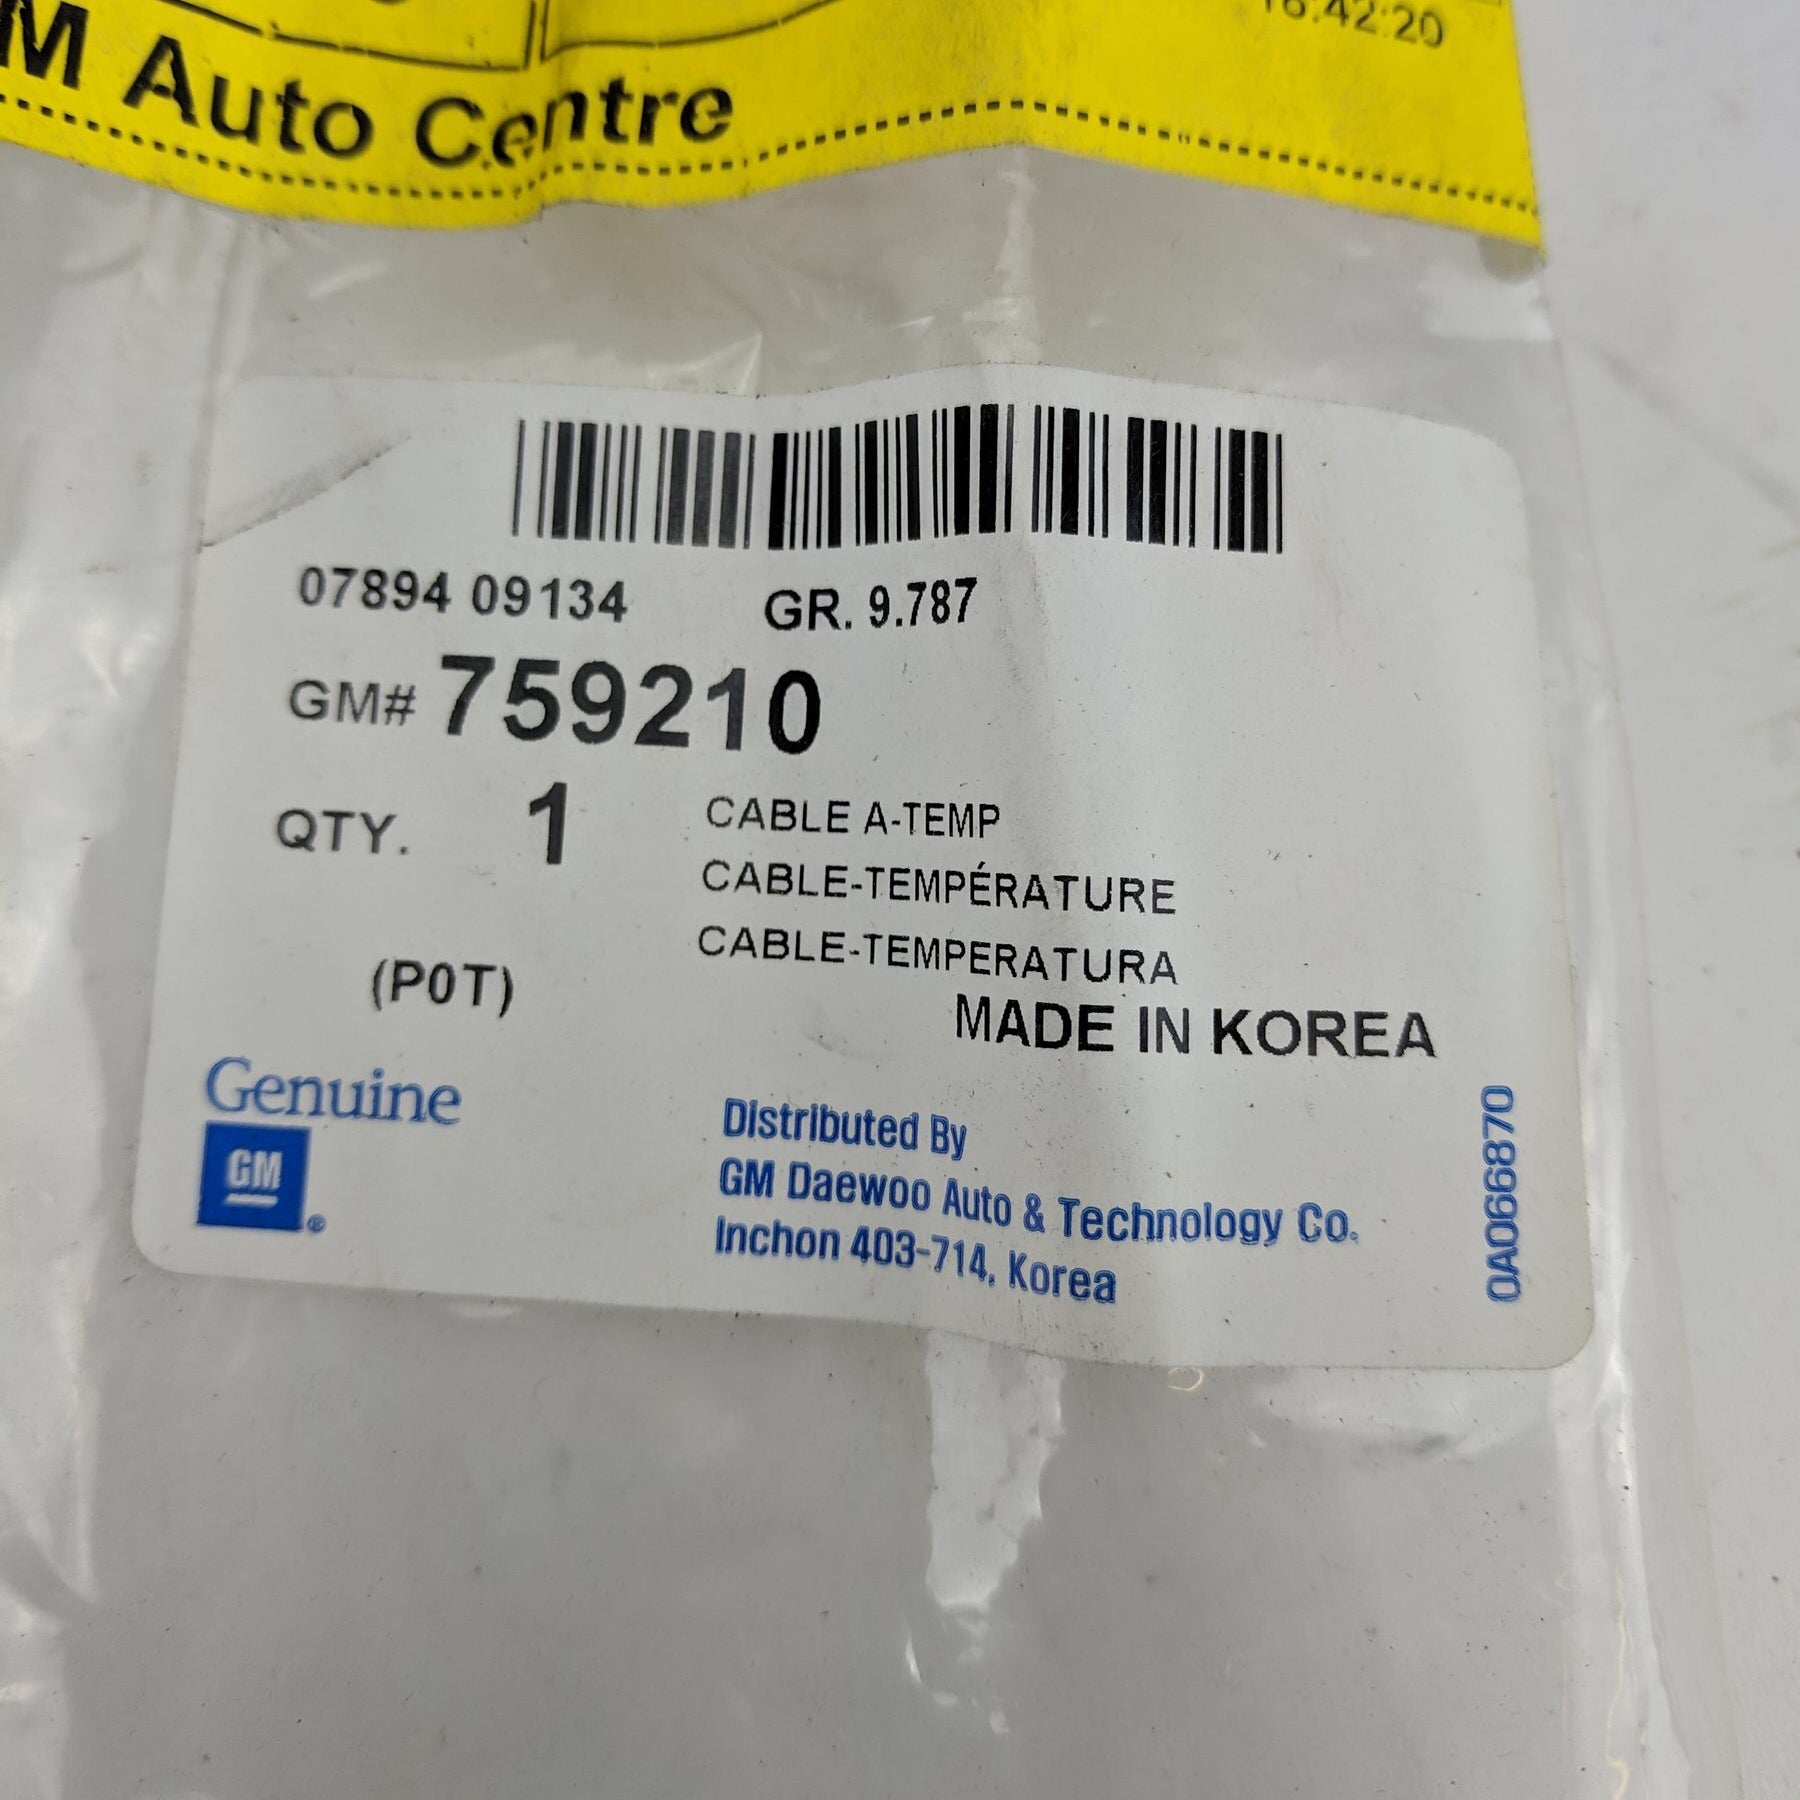 16:42:20
M Auto Centre
07894 09134 GR. 9.787
GM# 759210
QTY. 1 CABLE A-TEMP
CABLE-TEMPÉRATURE
CABLE-TEMPERATURA
(P0T)
MADE IN KOREA
Genuine
GM
®
Distributed By
GM Daewoo Auto & Technology Co.
Inchon 403-714, Korea
0A066870